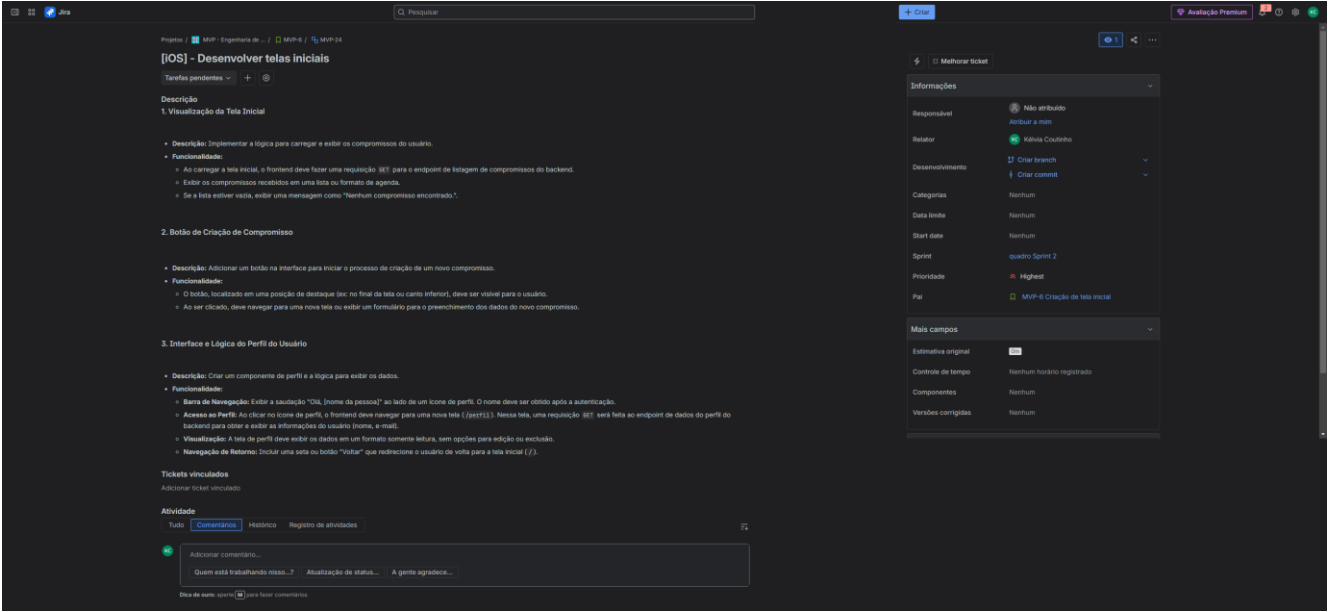 Jira
Pesquisar
+ Criar
Avaliação Premium
2
KC
Projetos / MVP - Engenharia de ... / MVP-6 / MVP-24
1
[iOS] - Desenvolver telas iniciais
Melhorar ticket
Tarefas pendentes
Descrição
1. Visualização da Tela Inicial
• Descrição: Implementar a lógica para carregar e exibir os compromissos do usuário.
• Funcionalidade:
Ao carregar a tela inicial, o frontend deve fazer uma requisição GET para o endpoint de listagem de compromissos do backend.
Exibir os compromissos recebidos em uma lista ou formato de agenda.
Se a lista estiver vazia, exibir uma mensagem como "Nenhum compromisso encontrado.".
2. Botão de Criação de Compromisso
• Descrição: Adicionar um botão na interface para iniciar o processo de criação de um novo compromisso.
• Funcionalidade:
O botão, localizado em uma posição de destaque (ex: no final da tela ou canto inferior), deve ser visível para o usuário.
Ao ser clicado, deve navegar para uma nova tela ou exibir um formulário para o preenchimento dos dados do novo compromisso.
3. Interface e Lógica do Perfil do Usuário
• Descrição: Criar um componente de perfil e a lógica para exibir os dados.
• Funcionalidade:
Barra de Navegação: Exibir a saudação "Olá, [nome da pessoa]" ao lado de um ícone de perfil. O nome deve ser obtido após a autenticação.
Acesso ao Perfil: Ao clicar no ícone de perfil, o frontend deve navegar para uma nova tela (/perfil). Nessa tela, uma requisição GET será feita ao endpoint de dados do perfil do
backend para obter e exibir as informações do usuário (nome, e-mail).
Visualização: A tela de perfil deve exibir os dados em um formato somente leitura, sem opções para edição ou exclusão.
Navegação de Retorno: Incluir uma seta ou botão "Voltar" que redirecione o usuário de volta para a tela inicial (/).
Tickets vinculados
Adicionar ticket vinculado
Atividade
Tudo Comentários Histórico Registro de atividades
KC
Adicionar comentário...
Quem está trabalhando nisso...? Atualização de status... A gente agradece...
Dica de ouro: aperte M para fazer comentários
Informações
Responsável Não atribuído
Atribuir a mim
Relator KC Kélvia Coutinho
Desenvolvimento Criar branch
Criar commit
Categorias Nenhum
Data limite Nenhum
Start date Nenhum
Sprint quadro Sprint 2
Prioridade Highest
Pai MVP-6 Criação de tela inicial
Mais campos
Estimativa original 0m
Controle de tempo Nenhum horário registrado
Componentes Nenhum
Versões corrigidas Nenhum